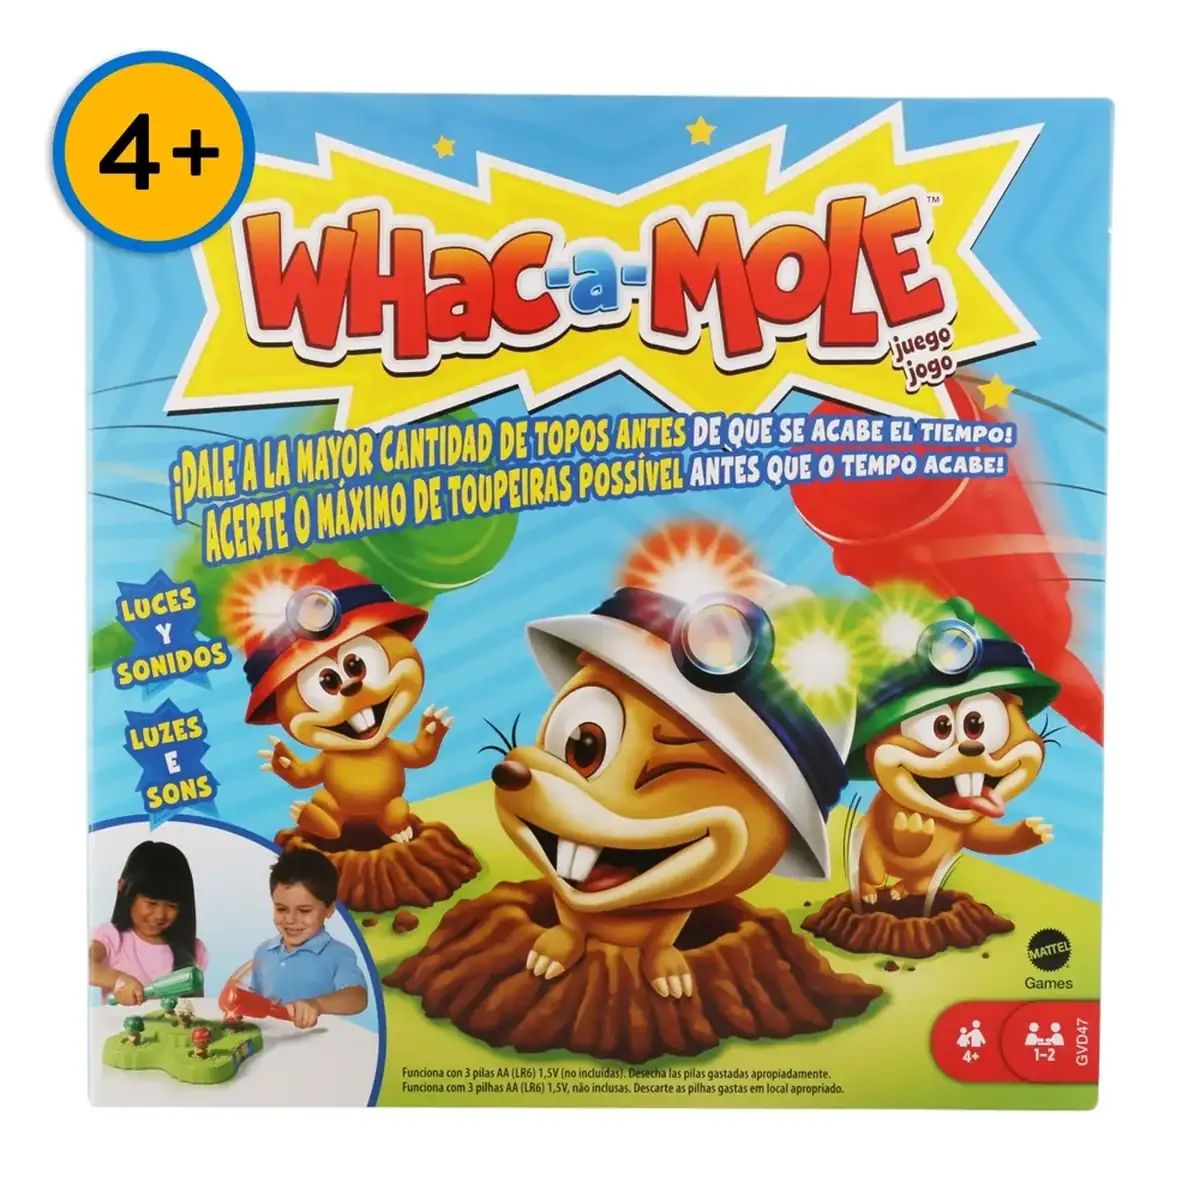 4+
WHAC-a-MOLE™
juego
jogo
¡DALE A LA MAYOR CANTIDAD DE TOPOS ANTES DE QUE SE ACABE EL TIEMPO!
ACERTE O MÁXIMO DE TOUPEIRAS POSSÍVEL ANTES QUE O TEMPO ACABE!
LUCES
Y
SONIDOS
LUZES
E
SONS
MATTEL
Games
4+
1-2
GVD47
Funciona con 3 pilas AA (LR6) 1,5V (no incluídas). Desecha las pilas gastadas apropiadamente.
Funciona com 3 pilhas AA (LR6) 1,5V, não inclusas. Descarte as pilhas gastas em local apropriado.